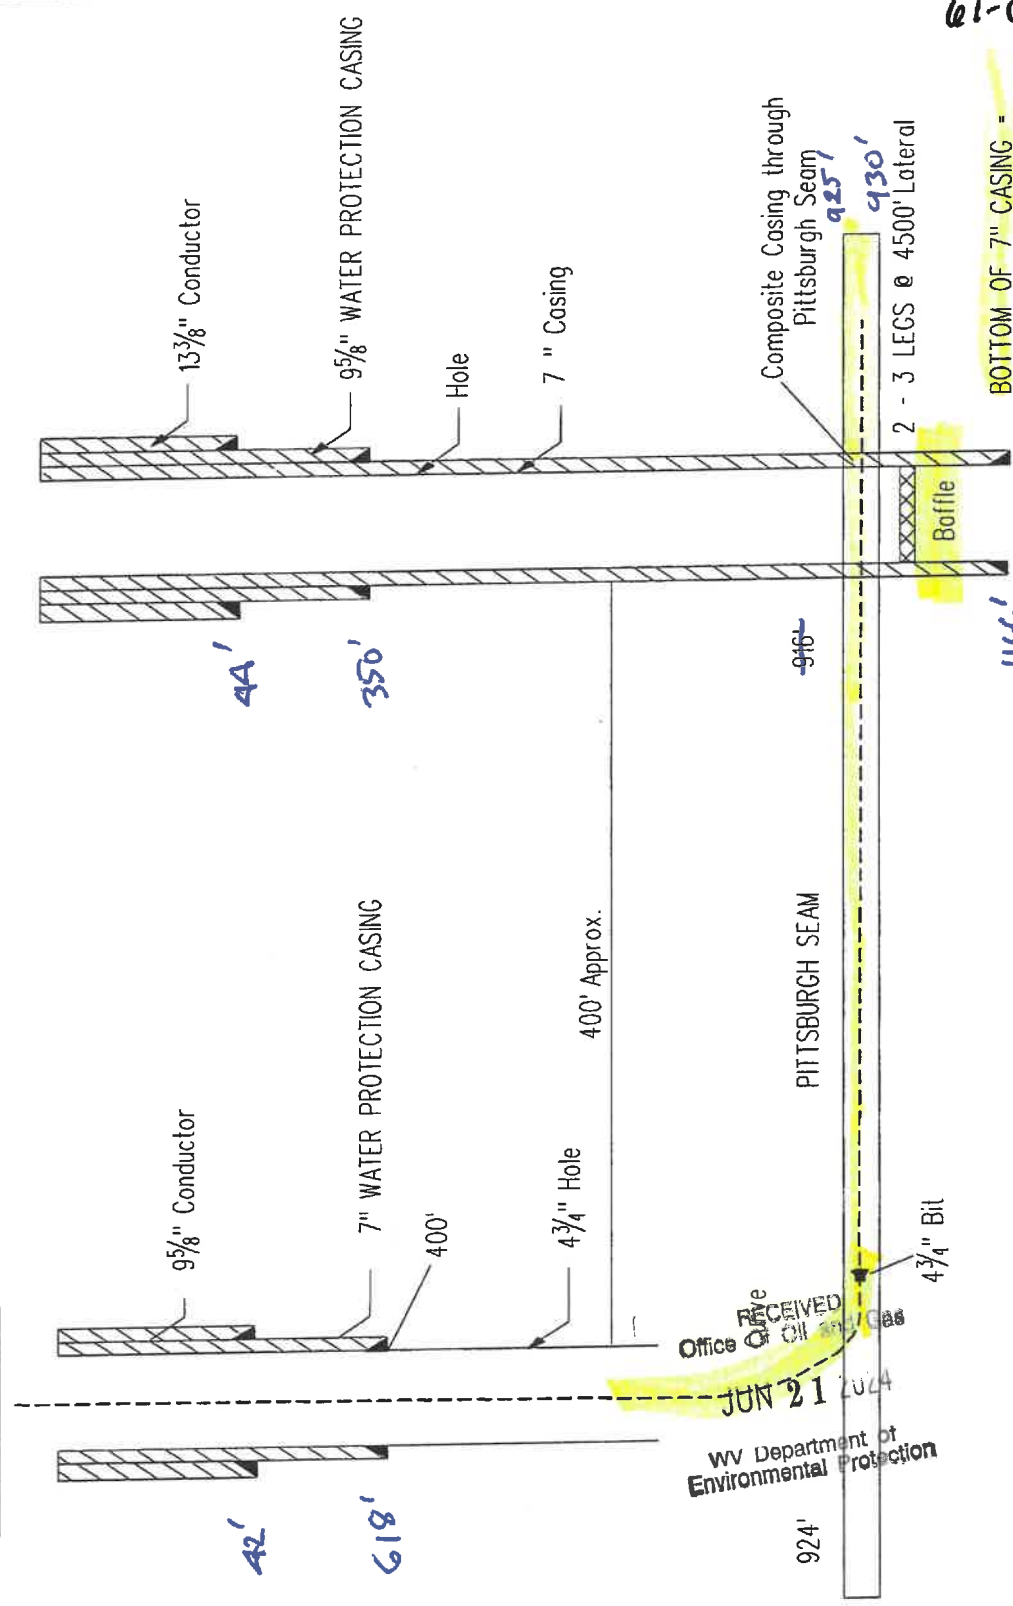 13⅜" Conductor
9⅝" WATER PROTECTION CASING
Hole
7 " Casing
Composite Casing through
Pittsburgh Seam
925'
930'
2 - 3 LEGS @ 4500' Lateral
BOTTOM OF 7" CASING =
Baffle
44'
350'
916'
400' Approx.
PITTSBURGH SEAM
9⅝" Conductor
7" WATER PROTECTION CASING
400'
4¾" Hole
4¾" Bit
Curve
RECEIVED
Office Of Oil and Gas
JUN 21 2024
WV Department of
Environmental Protection
42'
618'
924'